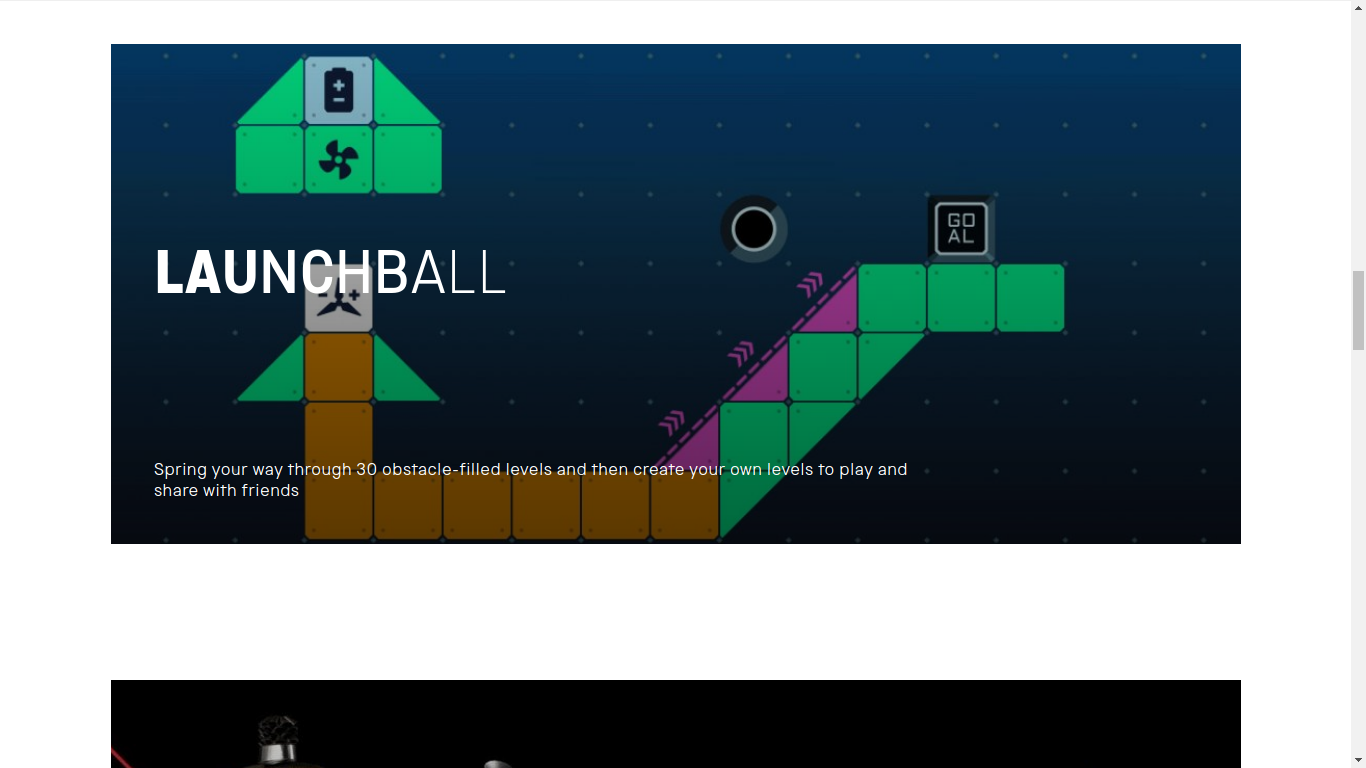 GO
AL
LAUNCHBALL
Spring your way through 30 obstacle-filled levels and then create your own levels to play and
share with friends